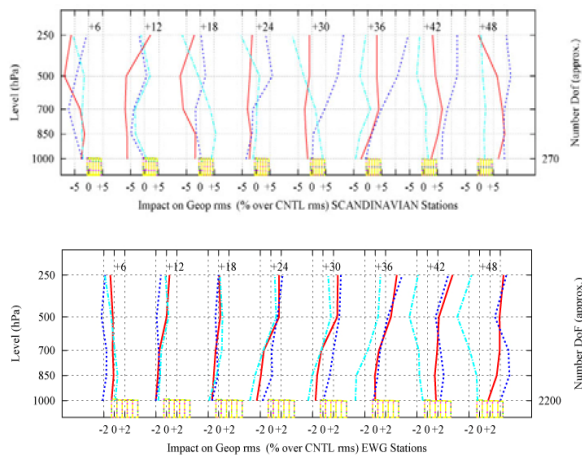 +6 +12 +18 +24 +30 +36 +42 +48
250
500
700
850
1000
Level (hPa)
270
Number Dof (approx.)
-5 0 +5 -5 0 +5 -5 0 +5 -5 0 +5 -5 0 +5 -5 0 +5 -5 0 +5 -5 0 +5
Impact on Geop rms (% over CNTL rms) SCANDINAVIAN Stations
+6 +12 +18 +24 +30 +36 +42 +48
250
500
700
850
1000
Level (hPa)
2200
Number DoF (approx.)
-2 0 +2 -2 0 +2 -2 0 +2 -2 0 +2 -2 0 +2 -2 0 +2 -2 0 +2 -2 0 +2
Impact on Geop rms (% over CNTL rms) EWG Stations